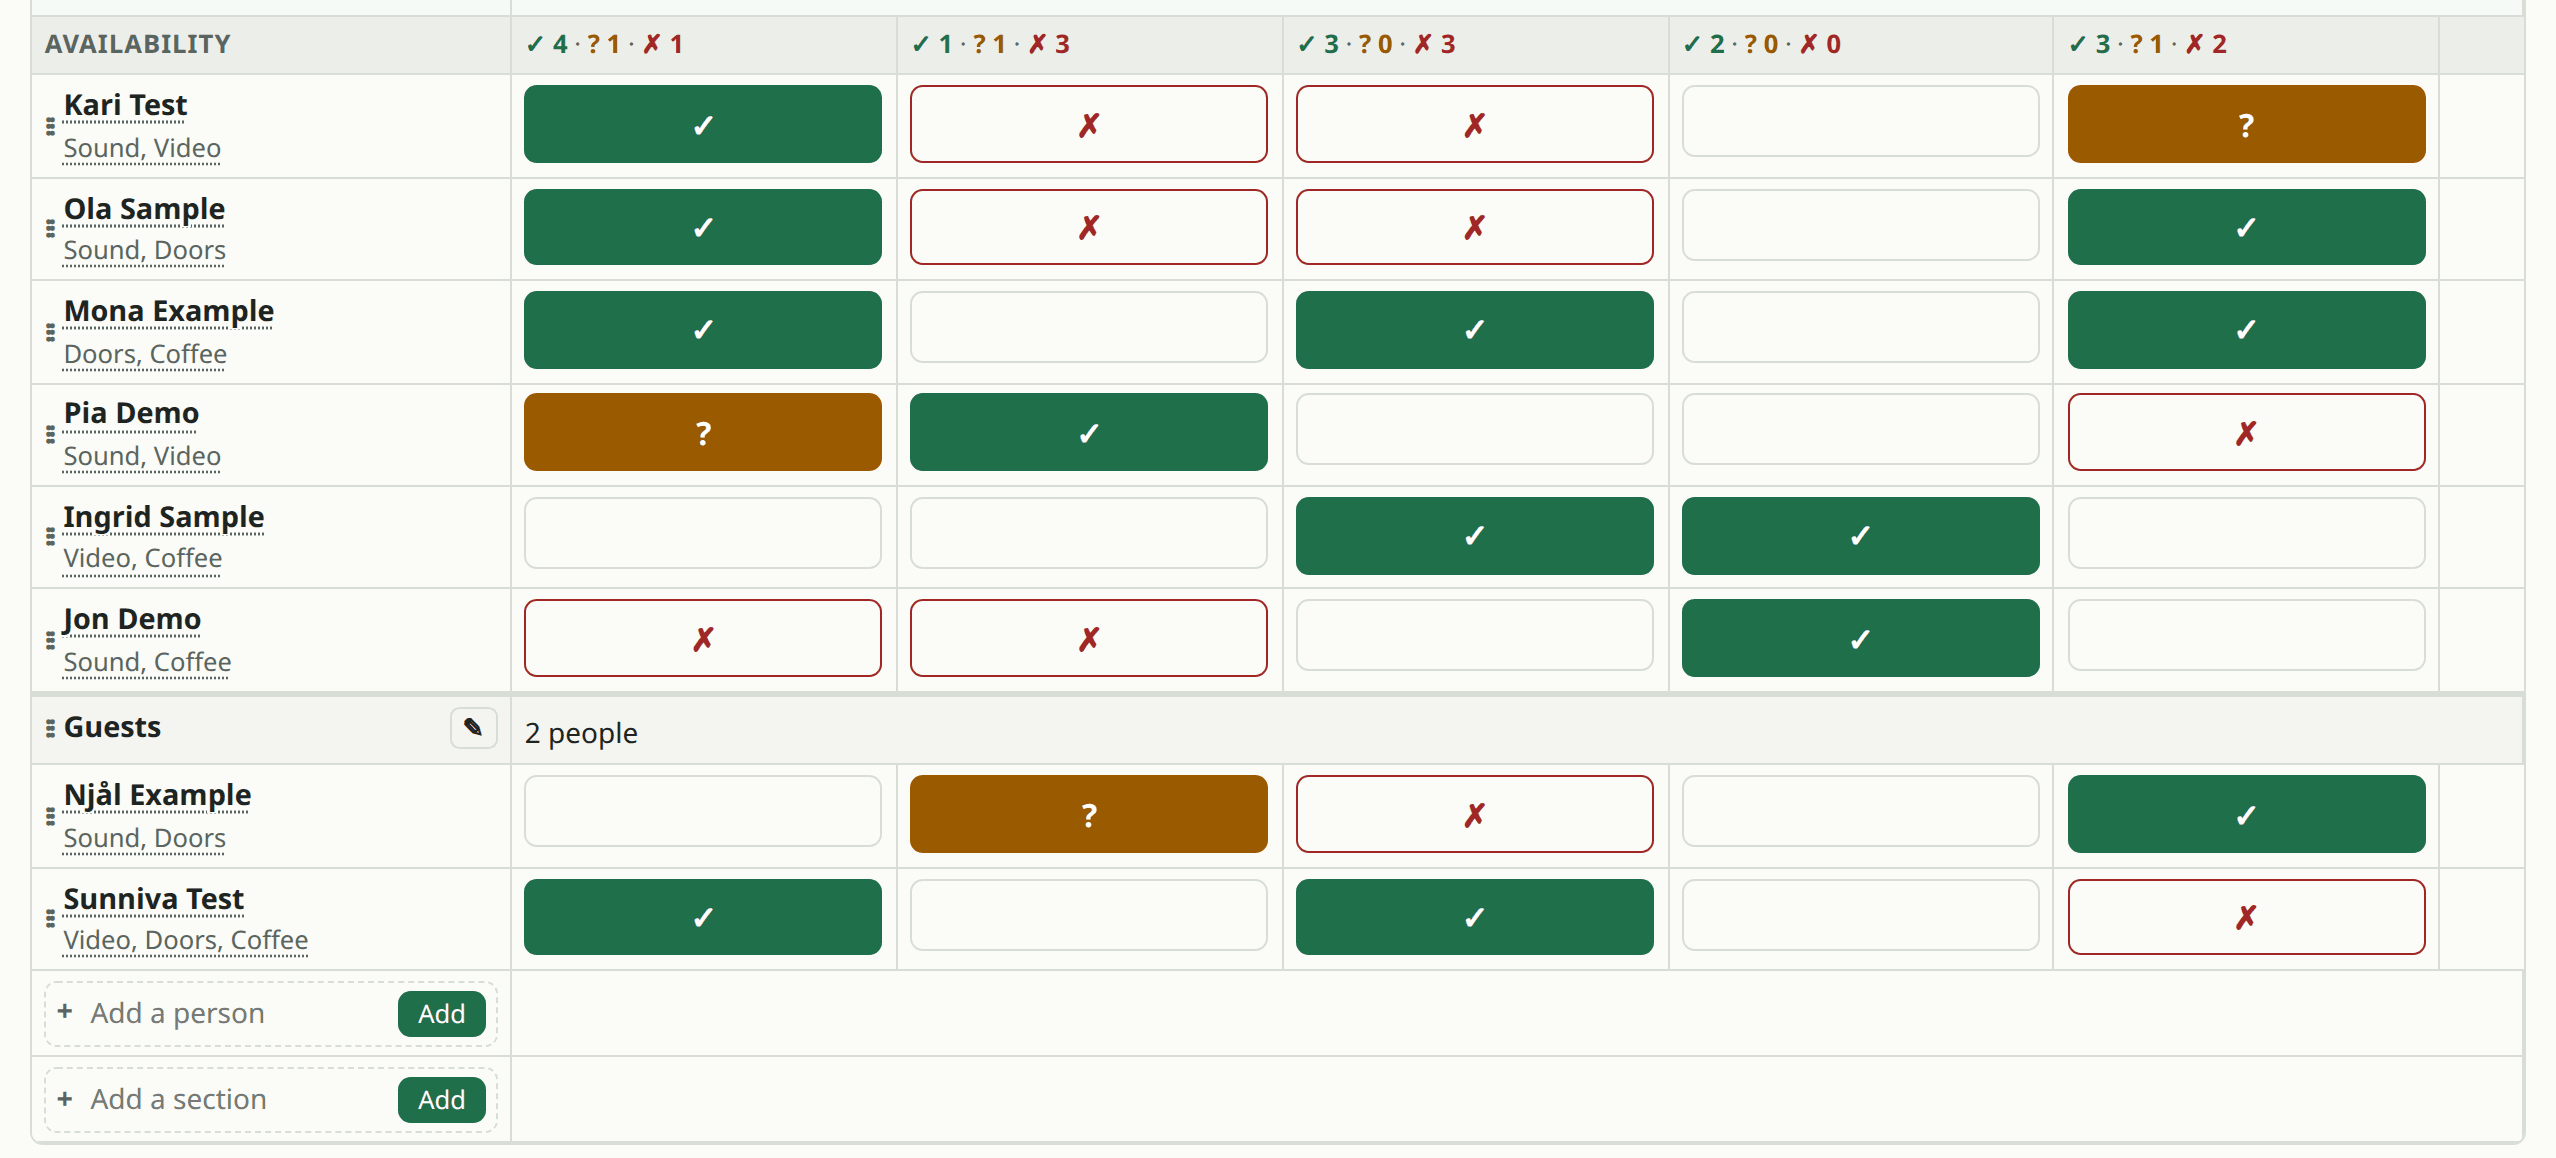 AVAILABILITY ✓ 4 · ? 1 · ✗ 1 ✓ 1 · ? 1 · ✗ 3 ✓ 3 · ? 0 · ✗ 3 ✓ 2 · ? 0 · ✗ 0 ✓ 3 · ? 1 · ✗ 2
Kari Test
Sound, Video
✓ ✗ ✗ ?
Ola Sample
Sound, Doors
✓ ✗ ✗ ✓
Mona Example
Doors, Coffee
✓ ✓ ✓
Pia Demo
Sound, Video
? ✓ ✗
Ingrid Sample
Video, Coffee
✓ ✓
Jon Demo
Sound, Coffee
✗ ✗ ✓
Guests ✎ 2 people
Njål Example
Sound, Doors
? ✗ ✓
Sunniva Test
Video, Doors, Coffee
✓ ✓ ✗
+ Add a person Add
+ Add a section Add